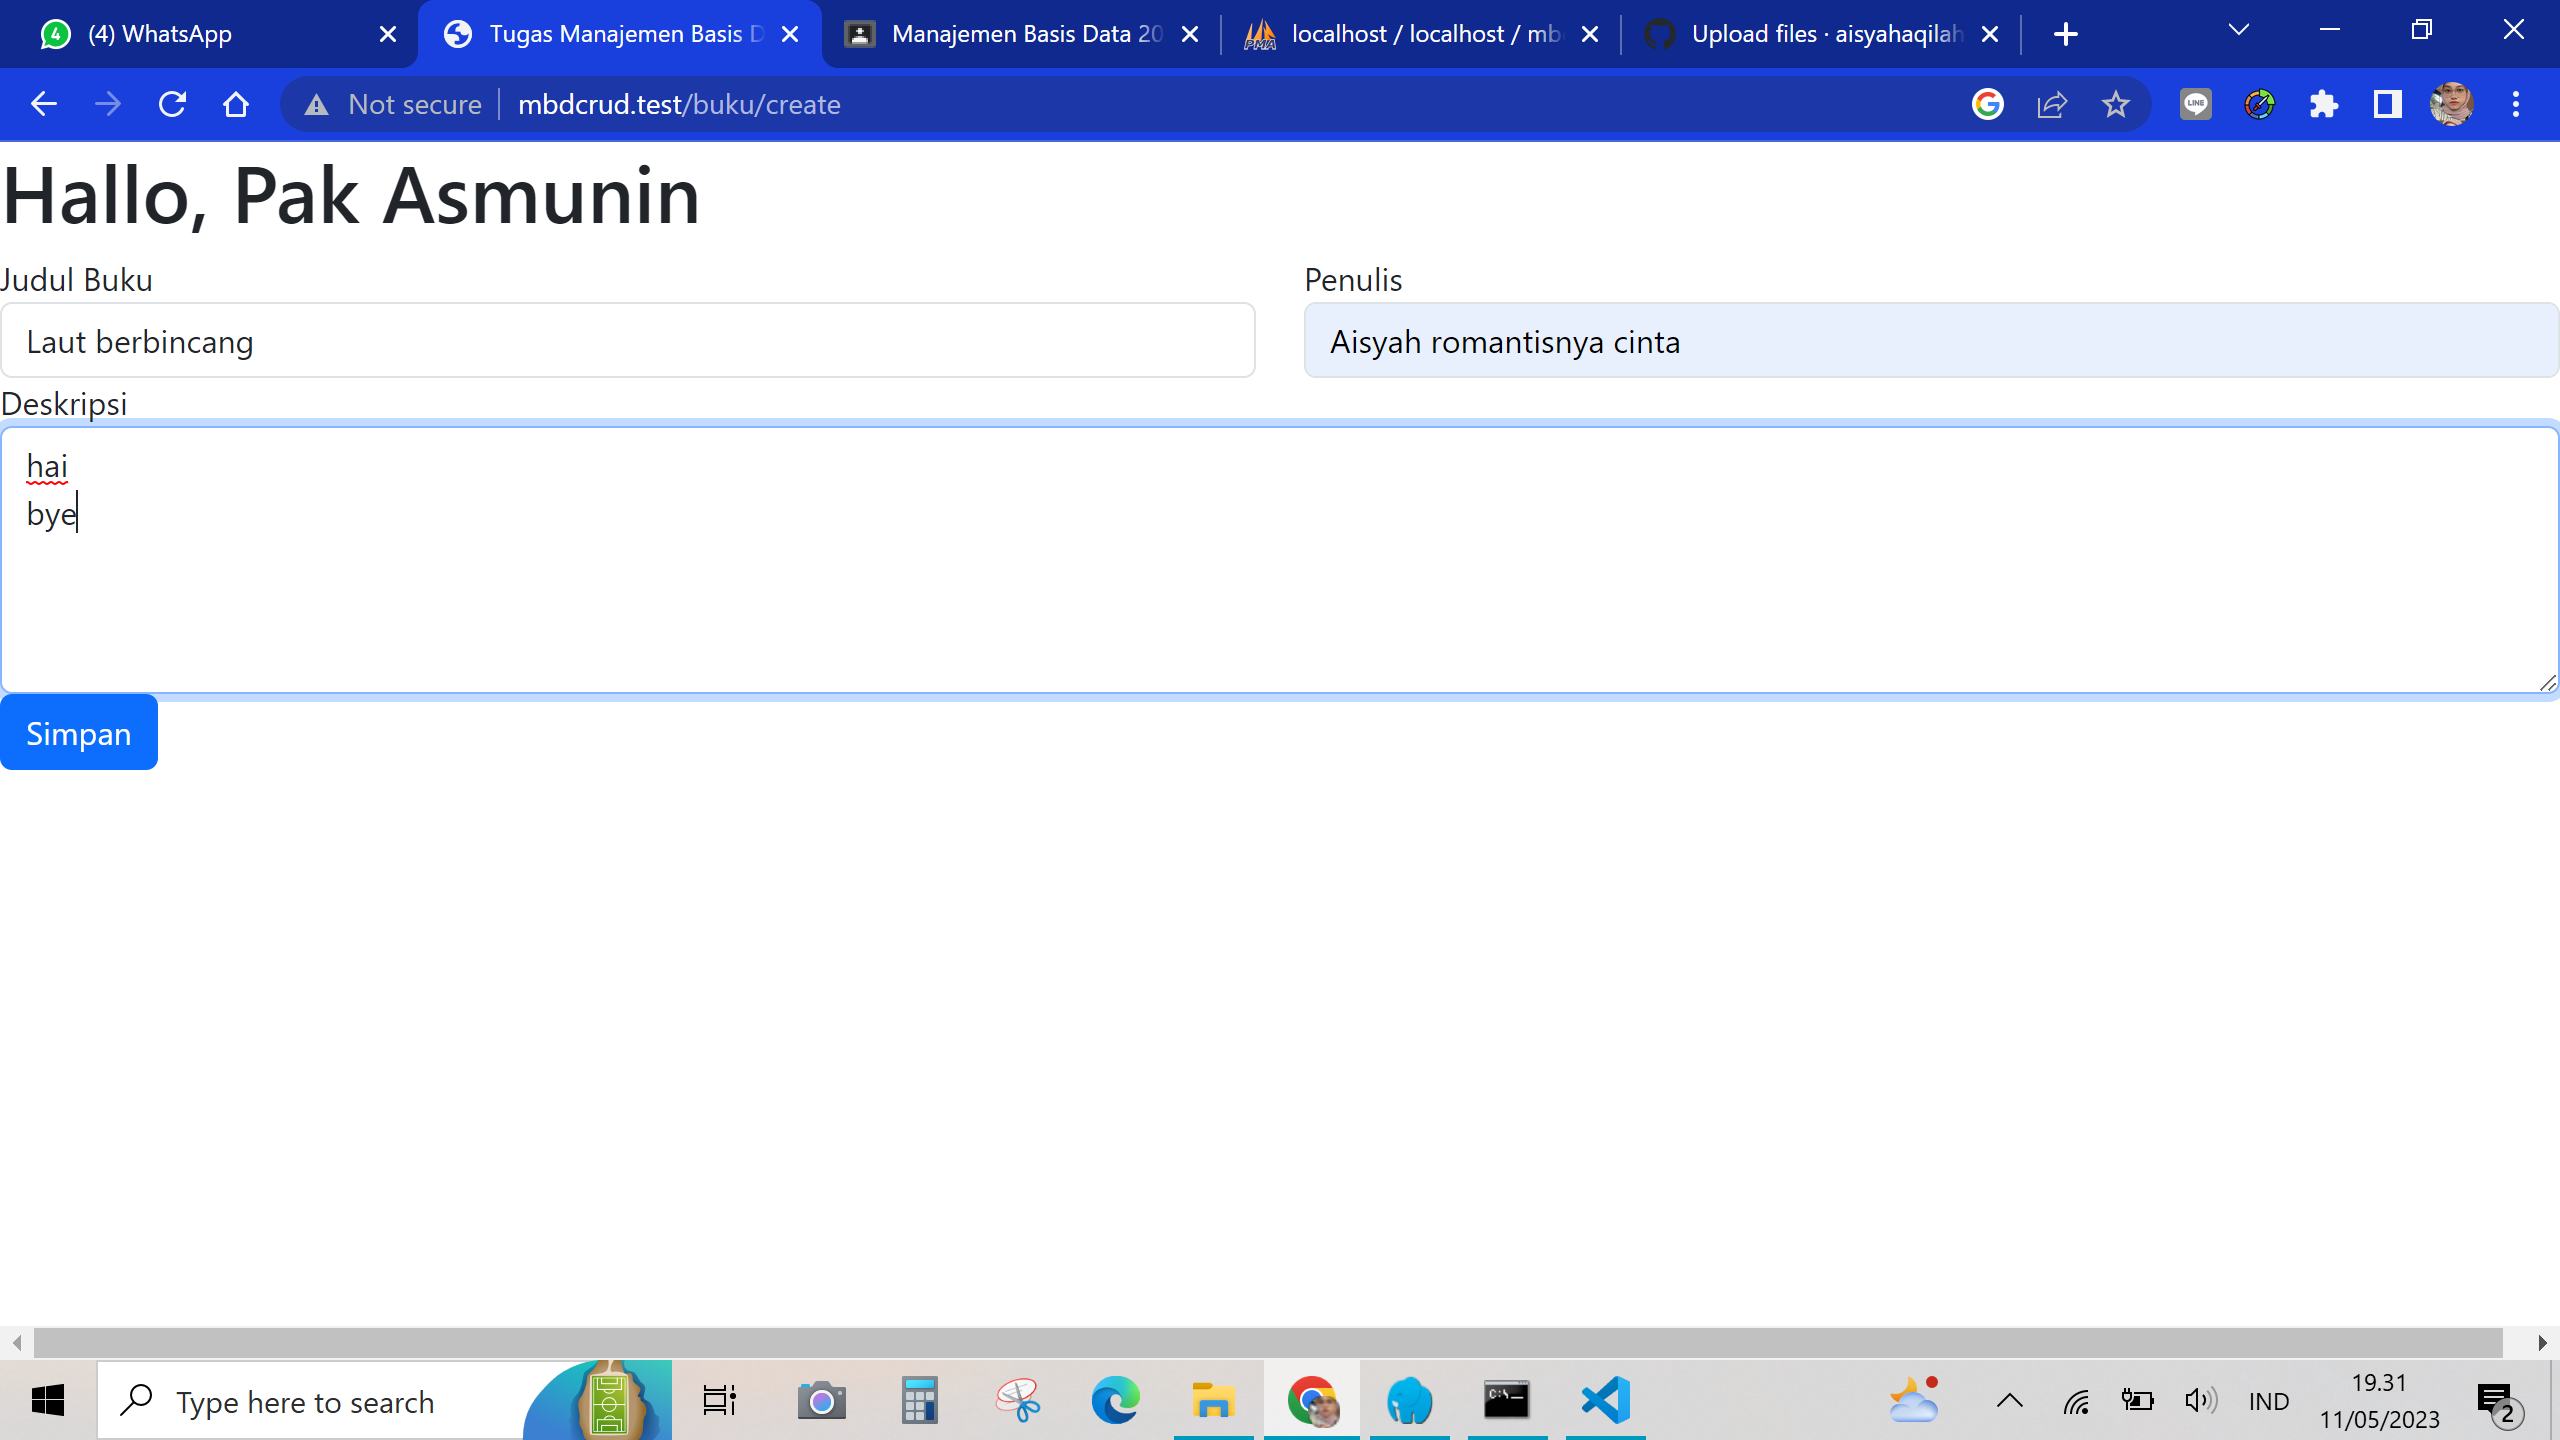 (4) WhatsApp
Tugas Manajemen Basis D
Manajemen Basis Data 20
localhost / localhost / mb
Upload files · aisyahaqilah
Not secure
mbdcrud.test/buku/create
Hallo, Pak Asmunin
Judul Buku
Penulis
Laut berbincang
Aisyah romantisnya cinta
Deskripsi
hai
bye
Simpan
Type here to search
IND
19.31
11/05/2023
2